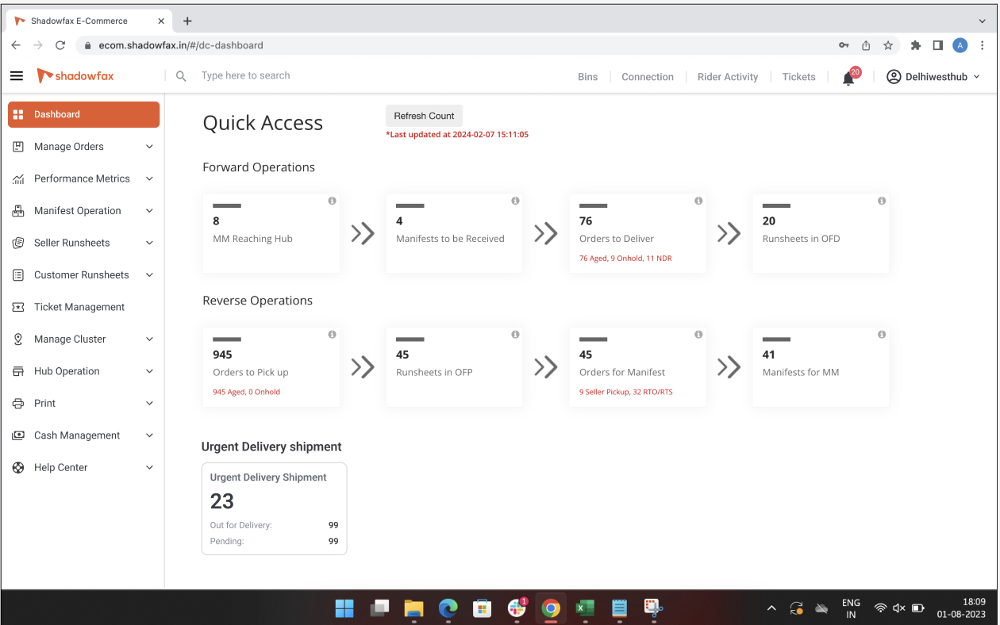 Shadowfax E-Commerce
ecom.shadowfax.in/#/dc-dashboard
A
shadowfax
Type here to search
Bins
Connection
Rider Activity
Tickets
20
Delhiwesthub
Dashboard
Manage Orders
Performance Metrics
Manifest Operation
Seller Runsheets
Customer Runsheets
Ticket Management
Manage Cluster
Hub Operation
Print
Cash Management
Help Center
Quick Access
Refresh Count
*Last updated at 2024-02-07 15:11:05
Forward Operations
8
MM Reaching Hub
4
Manifests to be Received
76
Orders to Deliver
76 Aged, 9 Onhold, 11 NDR
20
Runsheets in OFD
Reverse Operations
945
Orders to Pick up
945 Aged, 0 Onhold
45
Runsheets in OFP
45
Orders for Manifest
9 Seller Pickup, 32 RTO/RTS
41
Manifests for MM
Urgent Delivery shipment
Urgent Delivery Shipment
23
Out for Delivery: 99
Pending: 99
1
ENG
IN
18:09
01-08-2023